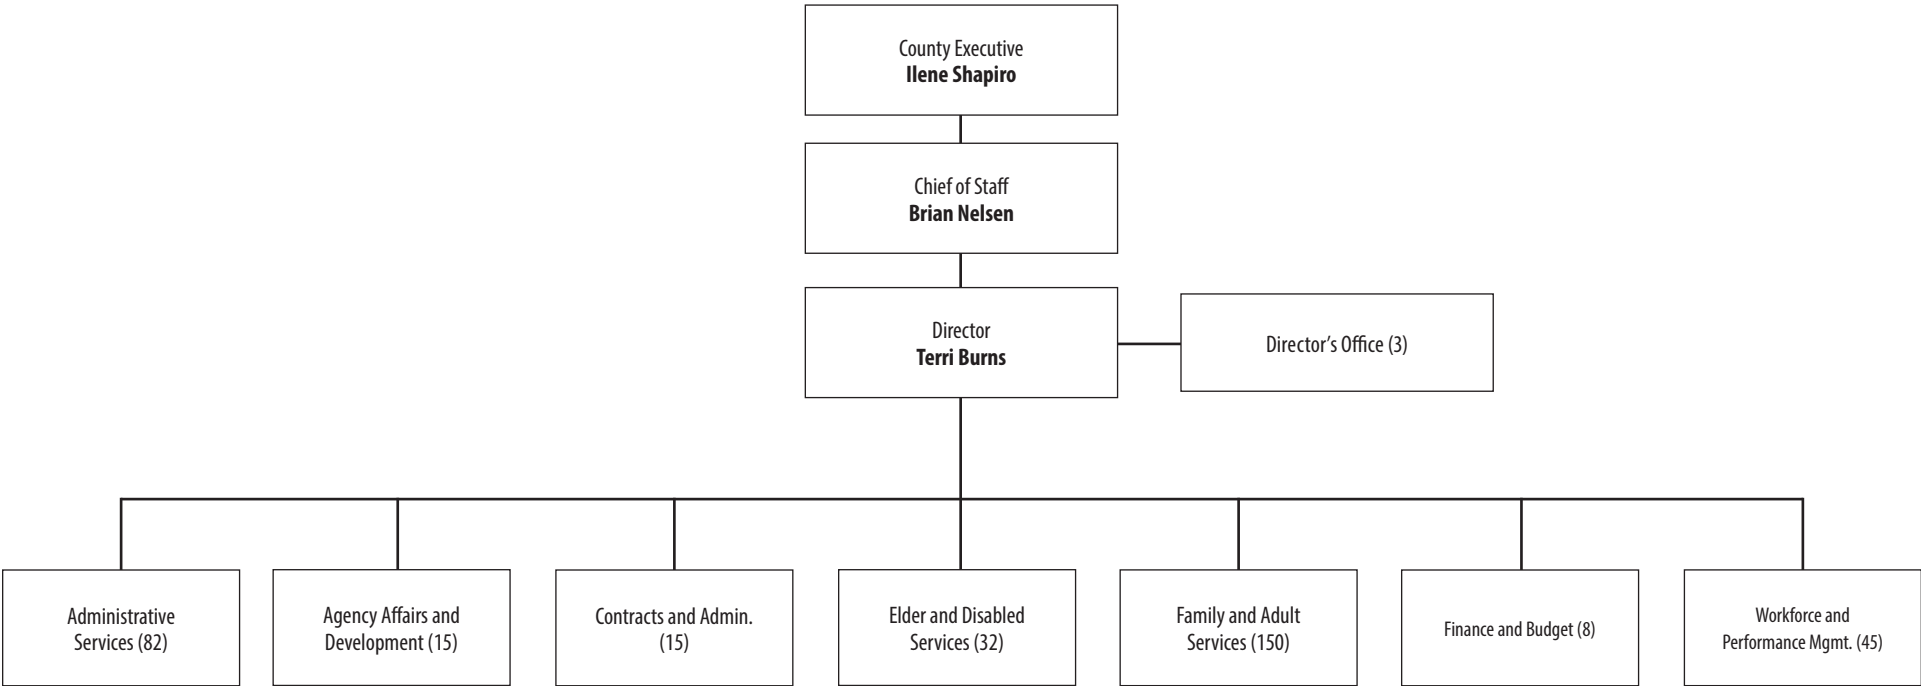 County Executive
Ilene Shapiro
Chief of Staff
Brian Nelsen
Director
Terri Burns
Director’s Office (3)
Administrative
Services (82)
Agency Affairs and
Development (15)
Contracts and Admin.
(15)
Elder and Disabled
Services (32)
Family and Adult
Services (150)
Finance and Budget (8)
Workforce and
Performance Mgmt. (45)